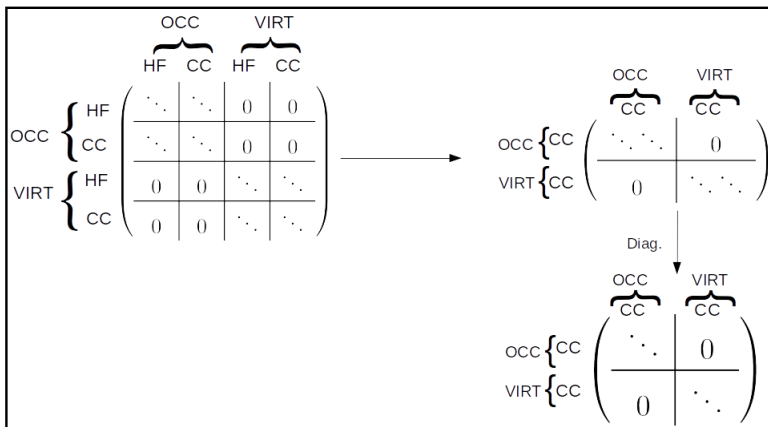 OCC VIRT
HF CC HF CC
OCC HF ⋱ ⋱ 0 0
CC ⋱ ⋱ 0 0
VIRT HF 0 0 ⋱ ⋱
CC 0 0 ⋱ ⋱
OCC VIRT
CC CC
OCC CC ⋱ ⋱ 0
VIRT CC 0 ⋱ ⋱
Diag.
OCC VIRT
CC CC
OCC CC ⋱ 0
VIRT CC 0 ⋱